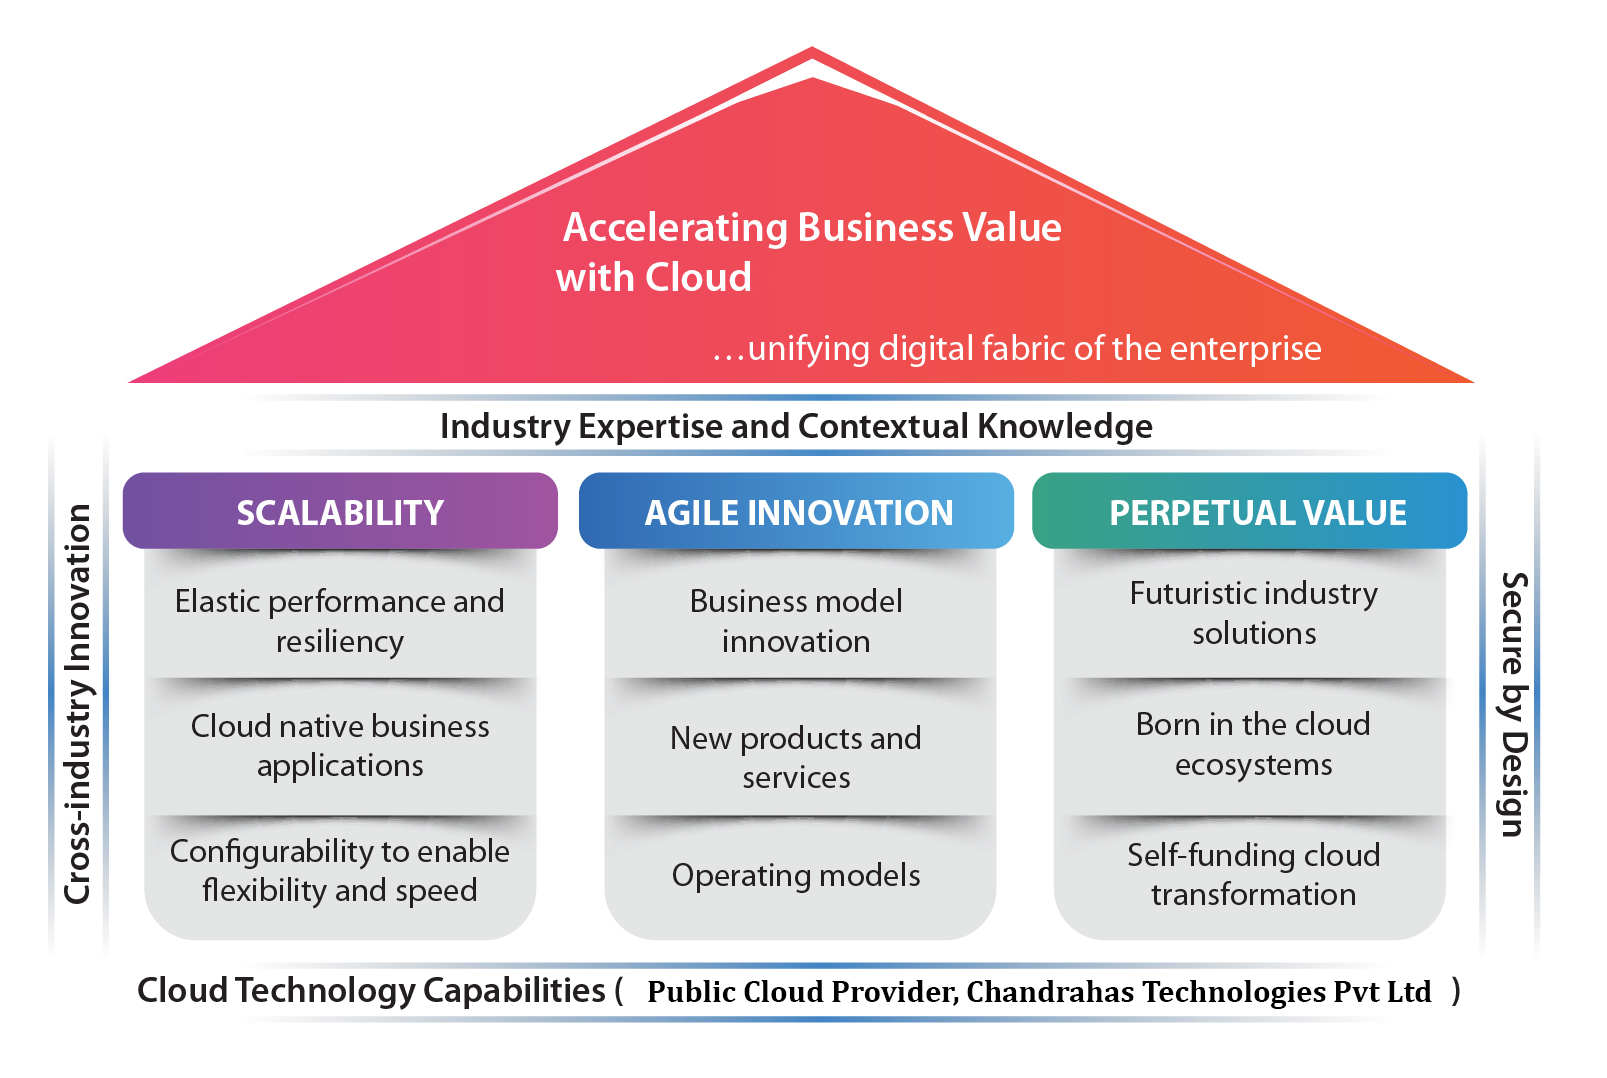 Accelerating Business Value
with Cloud
…unifying digital fabric of the enterprise
Industry Expertise and Contextual Knowledge
Cross-industry Innovation
SCALABILITY
Elastic performance and
resiliency
Cloud native business
applications
Configurability to enable
flexibility and speed
AGILE INNOVATION
Business model
innovation
New products and
services
Operating models
PERPETUAL VALUE
Futuristic industry
solutions
Born in the cloud
ecosystems
Self-funding cloud
transformation
Secure by Design
Cloud Technology Capabilities ( Public Cloud Provider, Chandrahas Technologies Pvt Ltd )